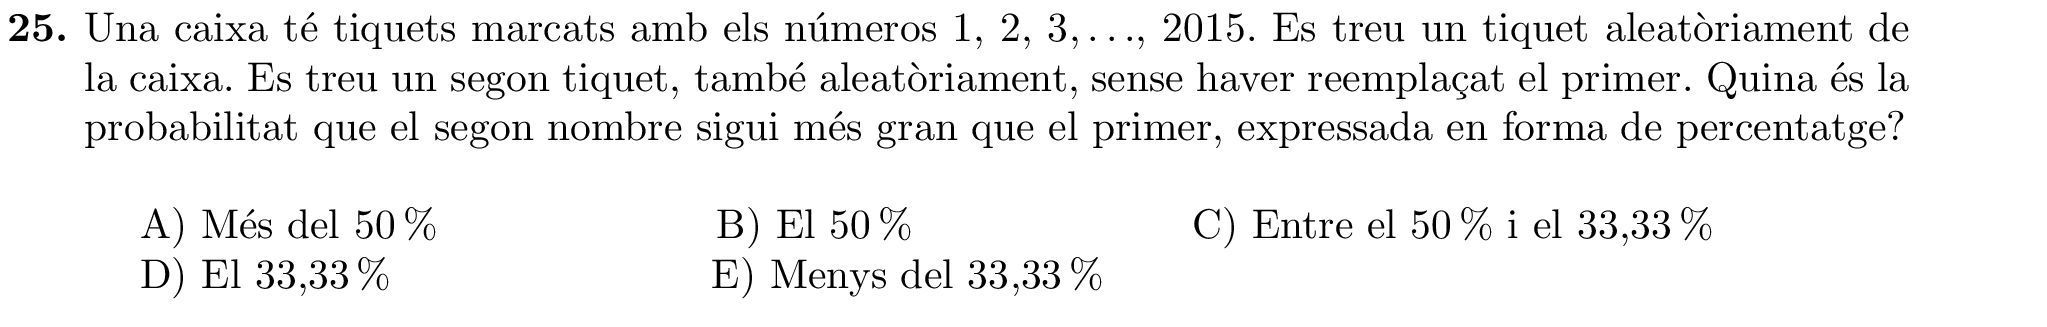 25. Una caixa té tiquets marcats amb els números 1, 2, 3,..., 2015. Es treu un tiquet aleatòriament de
la caixa. Es treu un segon tiquet, també aleatòriament, sense haver reemplaçat el primer. Quina és la
probabilitat que el segon nombre sigui més gran que el primer, expressada en forma de percentatge?
A) Més del 50 % B) El 50 % C) Entre el 50 % i el 33,33 %
D) El 33,33 % E) Menys del 33,33 %